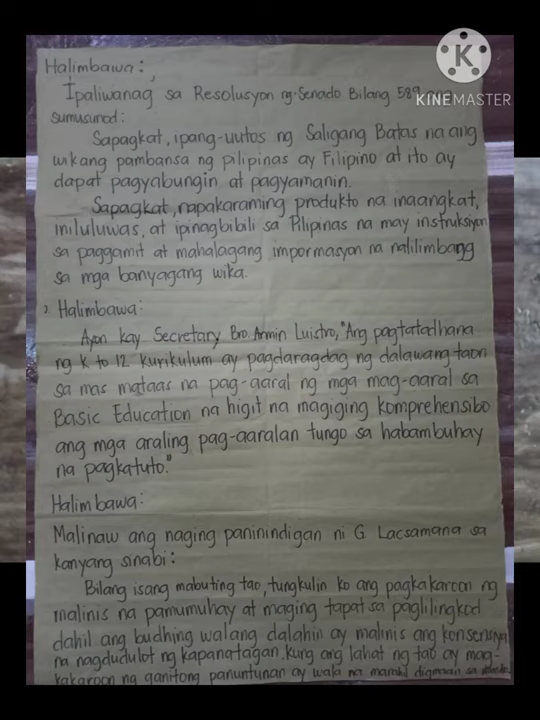 Halimbawa:,
Ipaliwanag sa Resolusyon ng Senado Bilang 589 ang
sumusunod:
Sapagkat, ipang-uutos ng Saligang Batas na ang
wikang pambansa ng pilipinas ay Filipino at ito ay
dapat pagyabungin at pagyamanin.
Sapagkat, napakaraming produkto na inaangkat,
iniluluwas, at ipinagbibili sa Pilipinas na may instruksiyon
sa paggamit at mahalagang impormasyon na nalilimbang
sa mga banyagang wika.
Halimbawa:
Ayon kay Secretary Bro. Armin Luistro, "Ang pagtatadhana
ng K to 12 kurikulum ay pagdaragdag ng dalawang taon
sa mas mataas na pag-aaral ng mga mag-aaral sa
Basic Education na higit na magiging komprehensibo
ang mga araling pag-aaralan tungo sa habambuhay
na pagkatuto."
Halimbawa:
Malinaw ang naging paninindigan ni G Lacsamana sa
kanyang sinabi:
Bilang isang mabuting tao, tungkulin ko ang pagkakaroon ng
malinis na pamumuhay at maging tapat sa paglilingkod
dahil ang budhing walang dalahin ay malinis ang konsensya
na nagdudulot ng kapanatagan. kung ang lahat ng tao ay mag-
kakaroon ng ganitong panuntunan ay wala na marahil digmaan sa
K
KINEMASTER